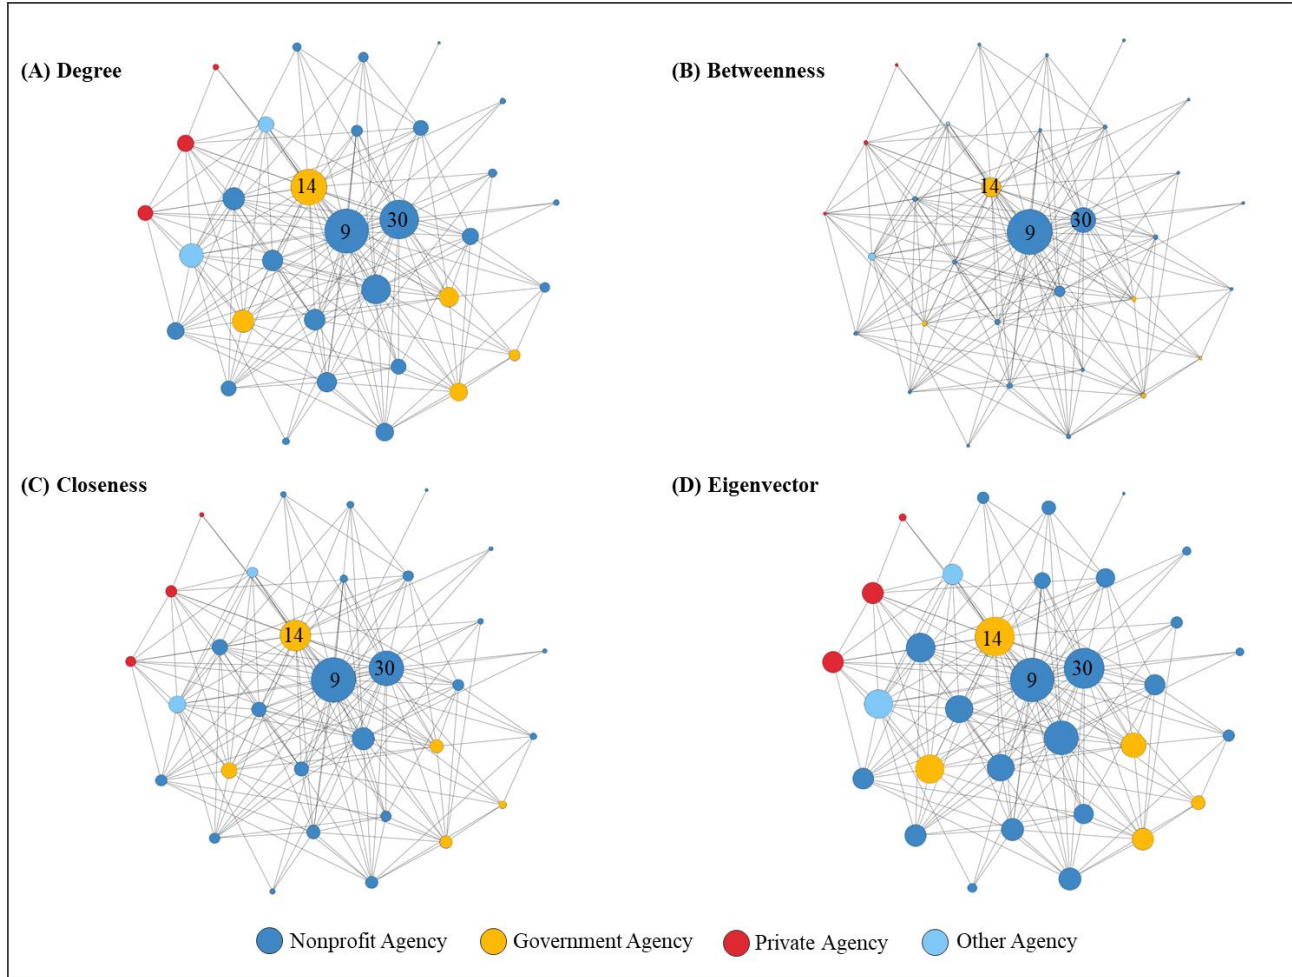 (A) Degree
(B) Betweenness
14
30
9
14
30
9
(C) Closeness
(D) Eigenvector
14
30
9
14
30
9
Nonprofit Agency
Government Agency
Private Agency
Other Agency